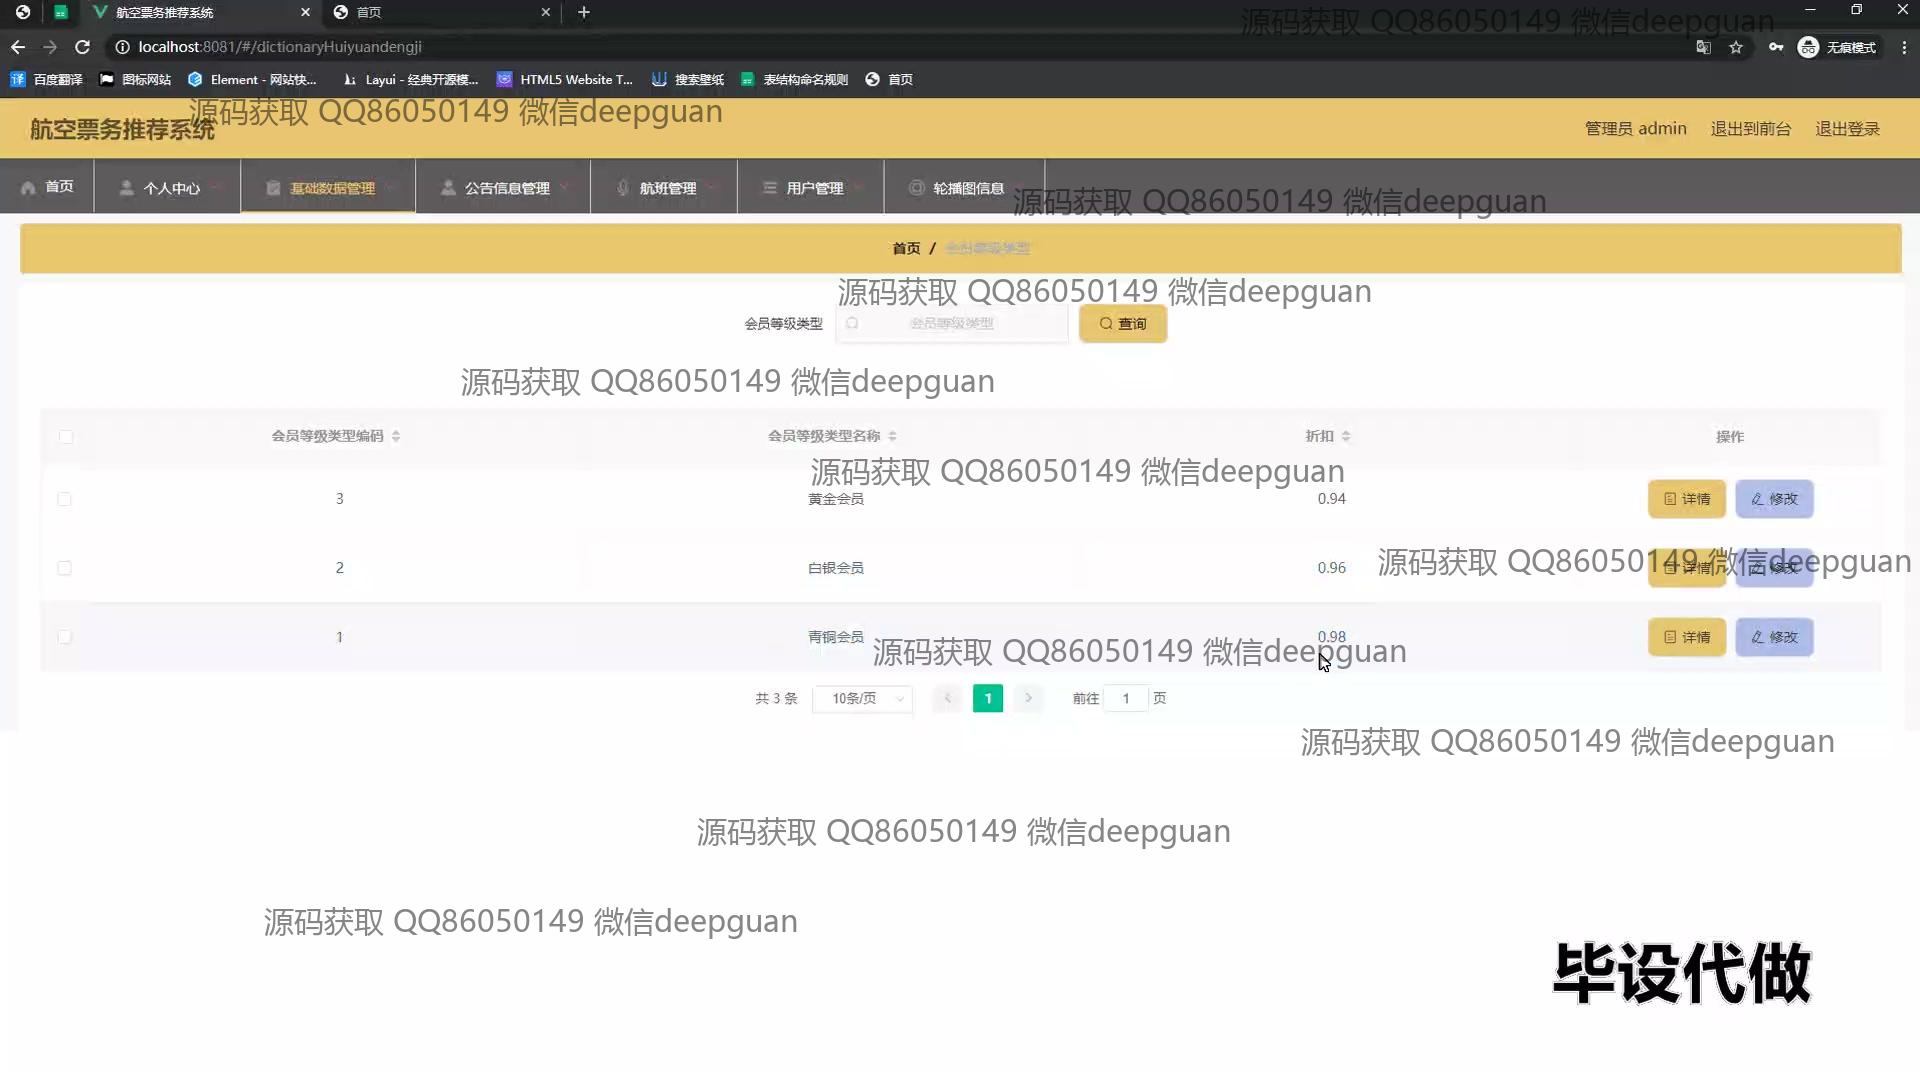 航空票务推荐系统
首页
源码获取 QQ86050149 微信deepguan
localhost:8081/#/dictionaryHuiyuandengji
无痕模式
百度翻译 图标网站 Element - 网站快... Layui - 经典开源模... HTML5 Website T... 搜索壁纸 表结构命名规则 首页
源码获取 QQ86050149 微信deepguan
航空票务推荐系统
管理员 admin 退出到前台 退出登录
首页 个人中心 基础数据管理 公告信息管理 航班管理 用户管理 轮播图信息
源码获取 QQ86050149 微信deepguan
首页 / 会员等级类型
源码获取 QQ86050149 微信deepguan
会员等级类型 会员等级类型 查询
源码获取 QQ86050149 微信deepguan
会员等级类型编码 会员等级类型名称 折扣 操作
源码获取 QQ86050149 微信deepguan
3 黄金会员 0.94 详情 修改
源码获取 QQ86050149 微信deepguan
2 白银会员 0.96 详情 修改
1 青铜会员 0.98 详情 修改
源码获取 QQ86050149 微信deepguan
共 3 条 10条/页 1 前往 1 页
源码获取 QQ86050149 微信deepguan
源码获取 QQ86050149 微信deepguan
源码获取 QQ86050149 微信deepguan
毕设代做